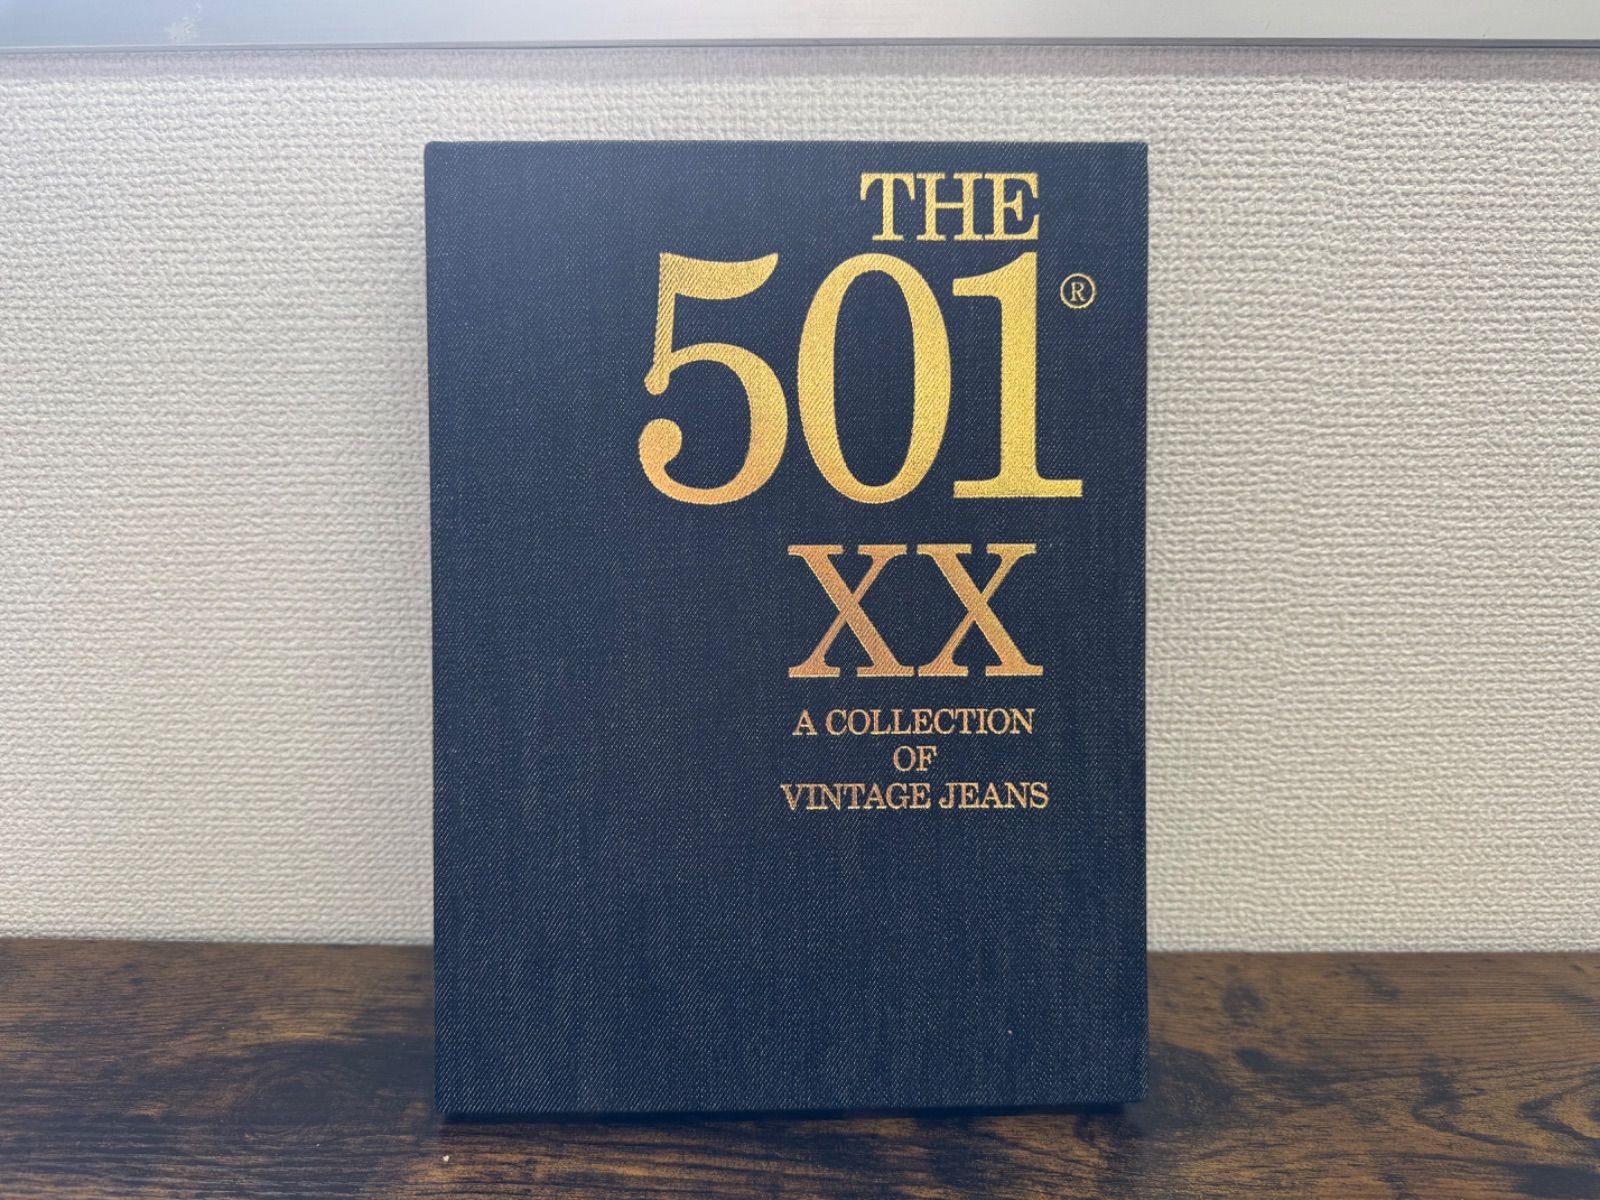 THE
501®
XX
A COLLECTION
OF
VINTAGE JEANS